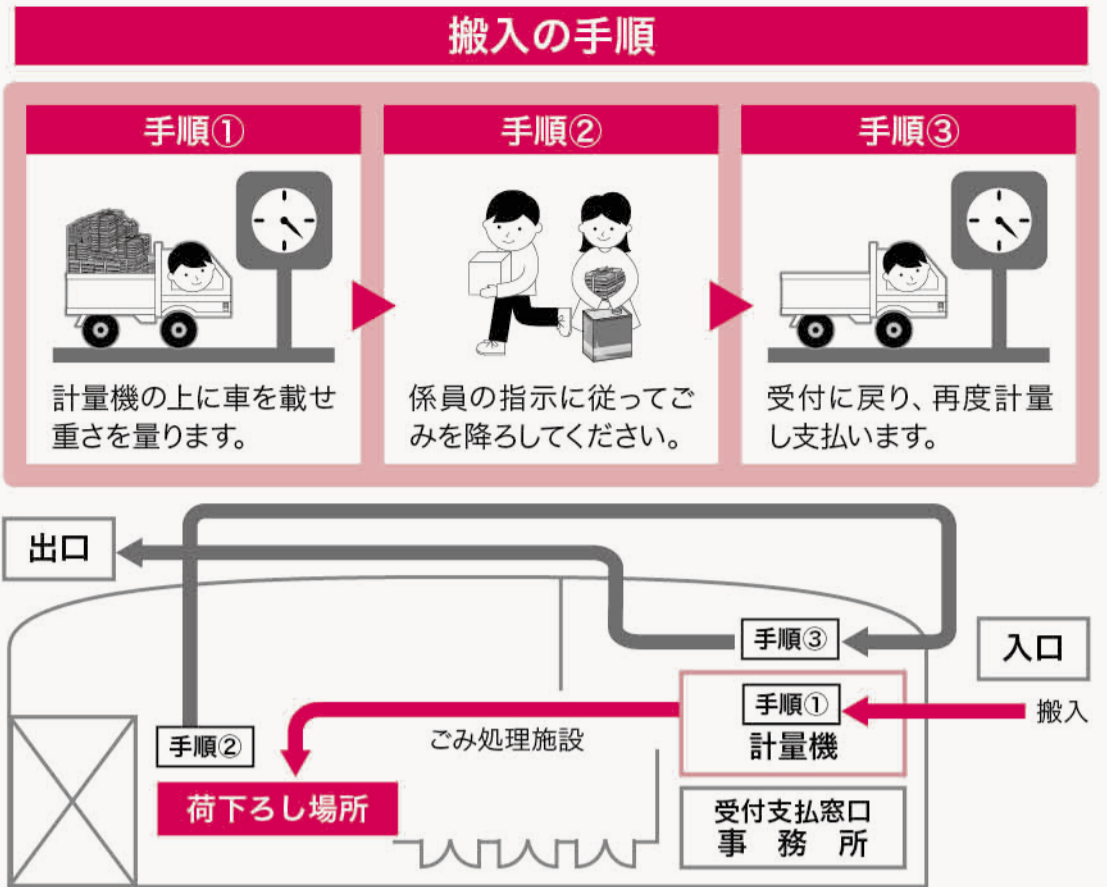 搬入の手順
手順①
手順②
手順③
計量機の上に車を載せ
重さを量ります。
係員の指示に従ってご
みを降ろしてください。
受付に戻り、再度計量
し支払います。
出口
手順③
入口
手順①
搬入
計量機
手順②
ごみ処理施設
荷下ろし場所
受付支払窓口
事務所